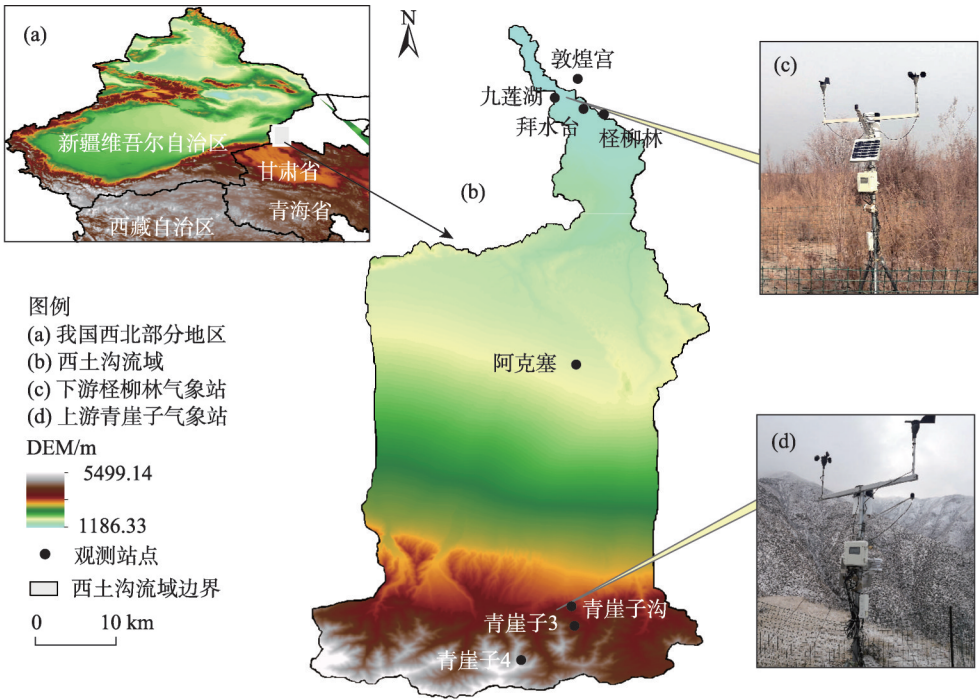 (a)
新疆维吾尔自治区
甘肃省
青海省
西藏自治区
N
敦煌宫
九莲湖
拜水台
柽柳林
(b)
阿克塞
青崖子沟
青崖子3
青崖子4
(c)
(d)
图例
(a) 我国西北部分地区
(b) 西土沟流域
(c) 下游柽柳林气象站
(d) 上游青崖子气象站
DEM/m
5499.14
1186.33
观测站点
西土沟流域边界
0 10 km